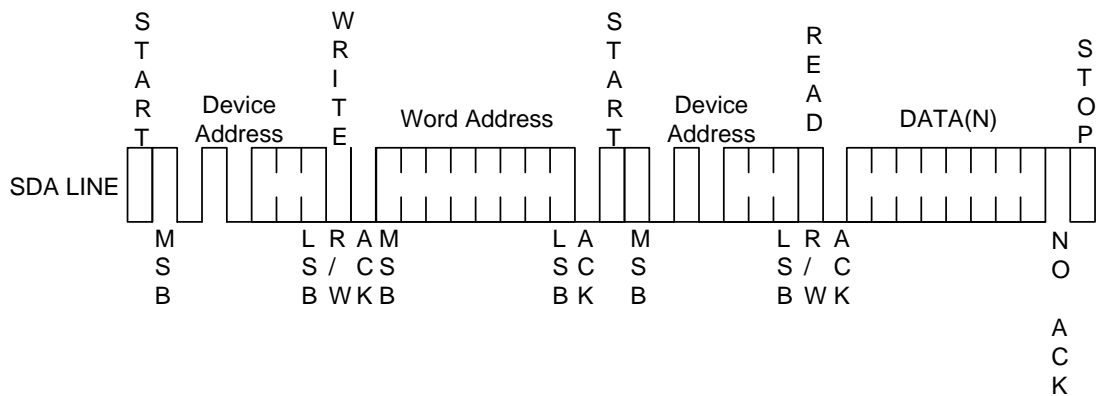 START
WRITE
START
READ
STOP
Device
Address
Word Address
Device
Address
DATA(N)
SDA LINE
MSB
LSB
R/W
ACK
MSB
LSB
ACK
MSB
LSB
R/W
ACK
NO ACK